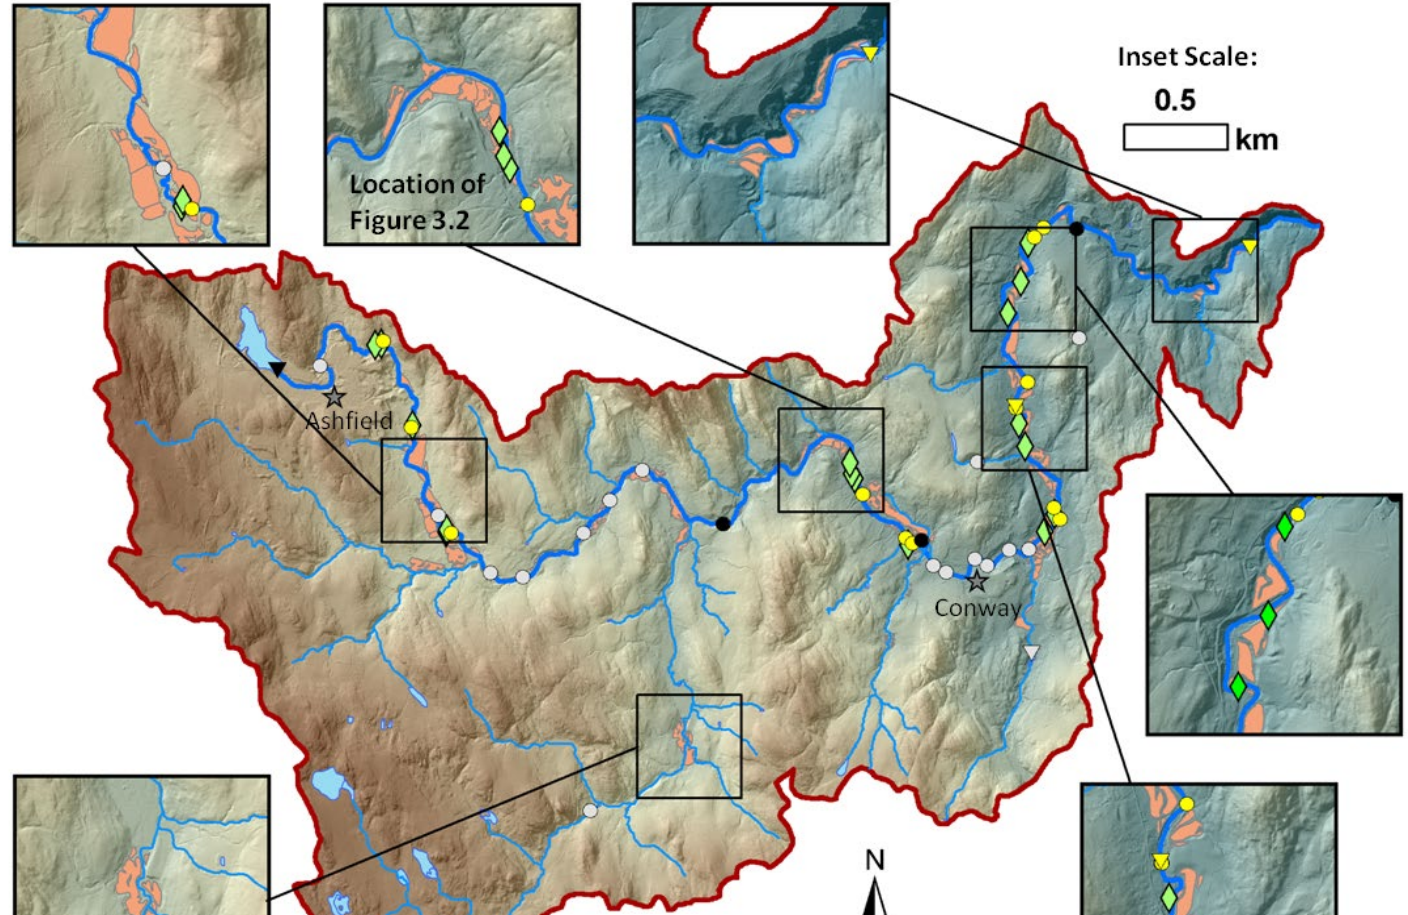 Inset Scale:
0.5
km
Location of
Figure 3.2
Ashfield
Conway
N